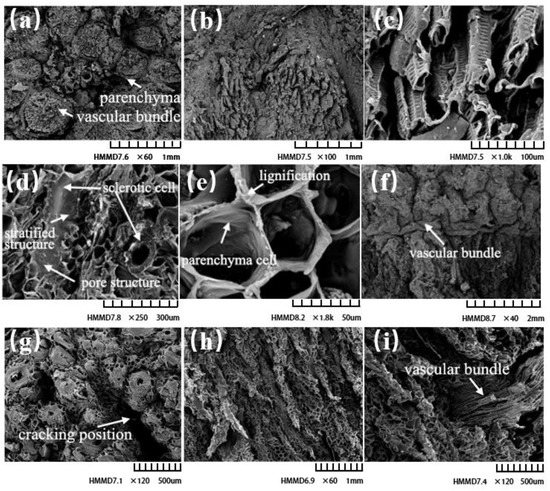 (a)
parenchyma
vascular bundle
HMMD7.6 ×60 1mm
(b)
HMMD7.5 ×100 1mm
(c)
HMMD7.5 ×1.0k 100um
(d)
sclerotic cell
stratified
structure
pore structure
HMMD7.8 ×250 300um
(e)
lignification
parenchyma cell
HMMD8.2 ×1.8k 50um
(f)
vascular bundle
HMMD8.7 ×40 2mm
(g)
cracking position
HMMD7.1 ×120 500um
(h)
HMMD6.9 ×60 1mm
(i)
vascular bundle
HMMD7.4 ×120 500um